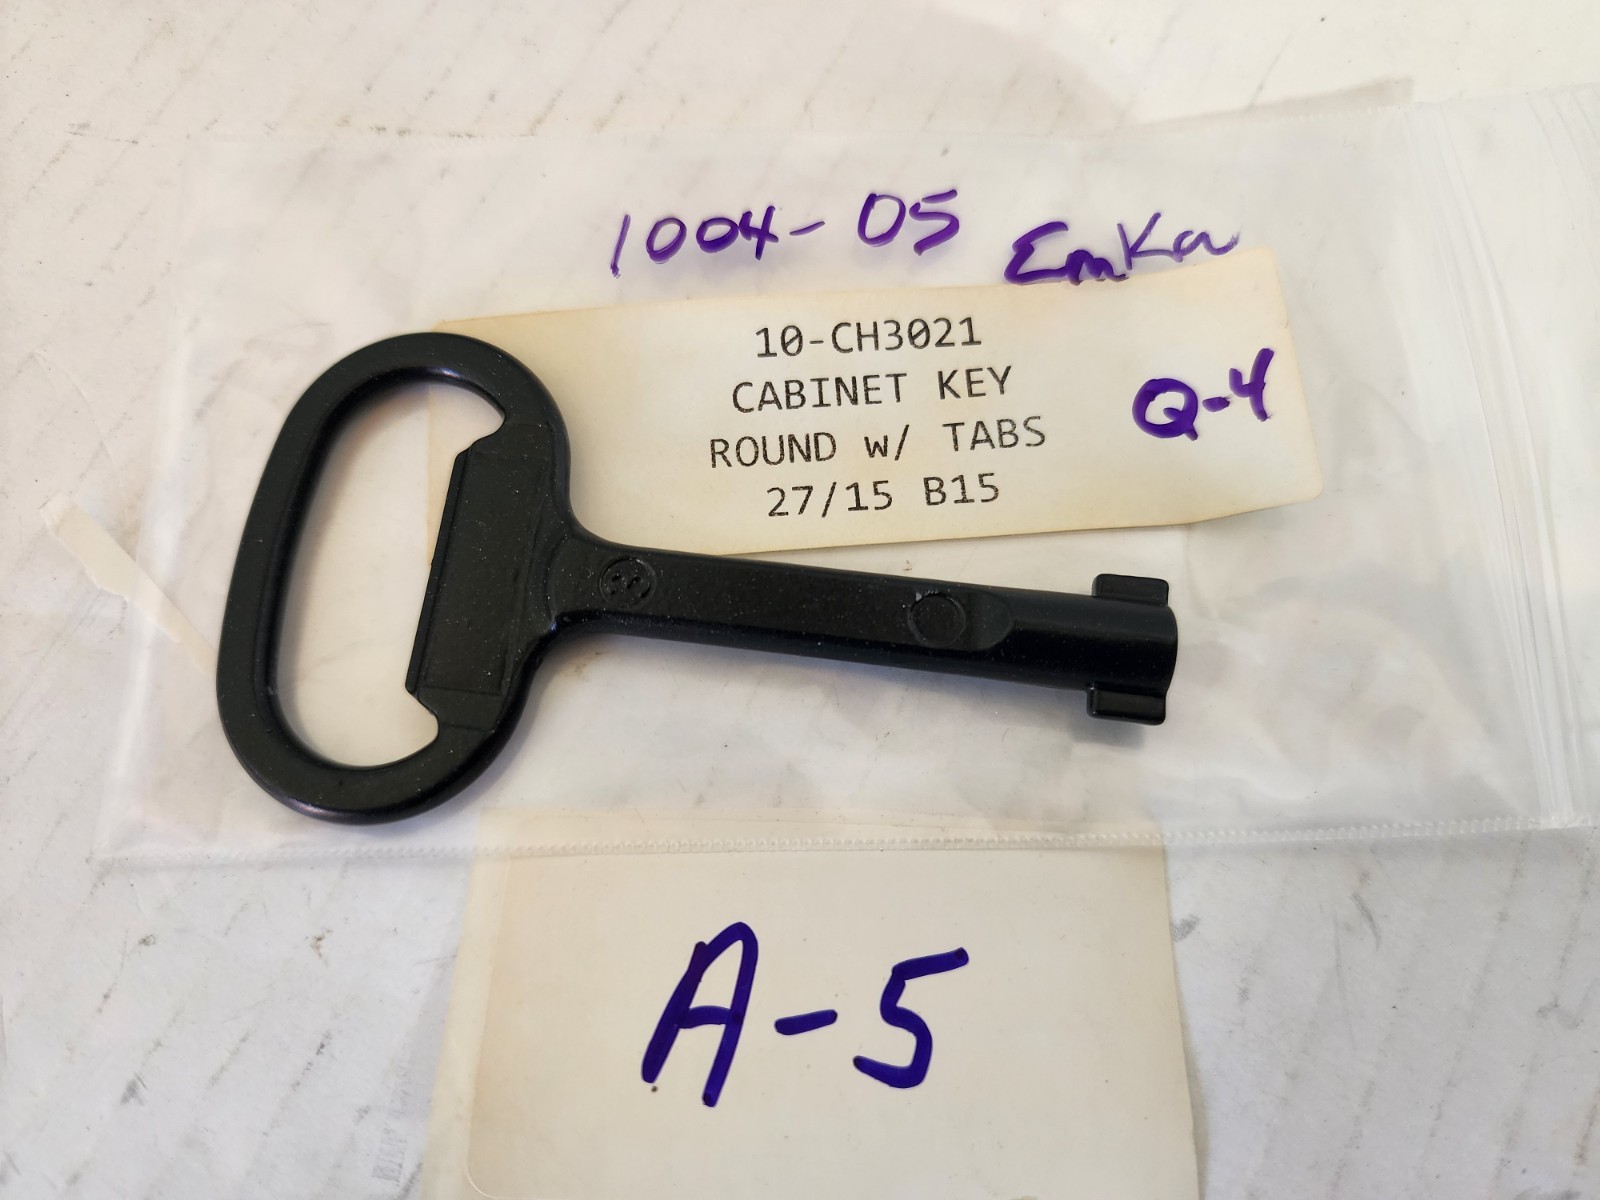 1004-05 Emka
10-CH3021
CABINET KEY
ROUND w/ TABS
27/15 B15
Q-4
A-5